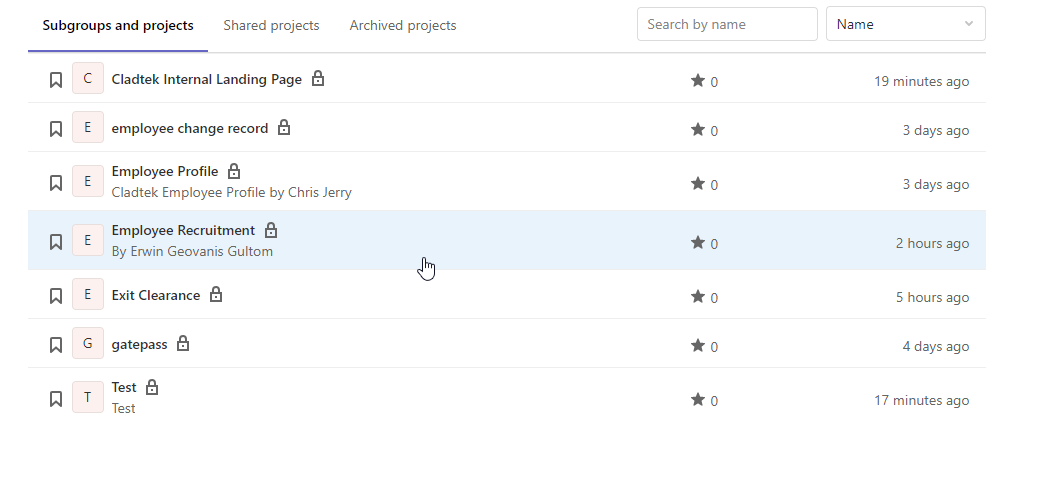 Subgroups and projects Shared projects Archived projects Search by name Name
C Cladtek Internal Landing Page 0 19 minutes ago
E employee change record 0 3 days ago
E Employee Profile 0 3 days ago
Cladtek Employee Profile by Chris Jerry
E Employee Recruitment 0 2 hours ago
By Erwin Geovanis Gultom
E Exit Clearance 0 5 hours ago
G gatepass 0 4 days ago
T Test 0 17 minutes ago
Test